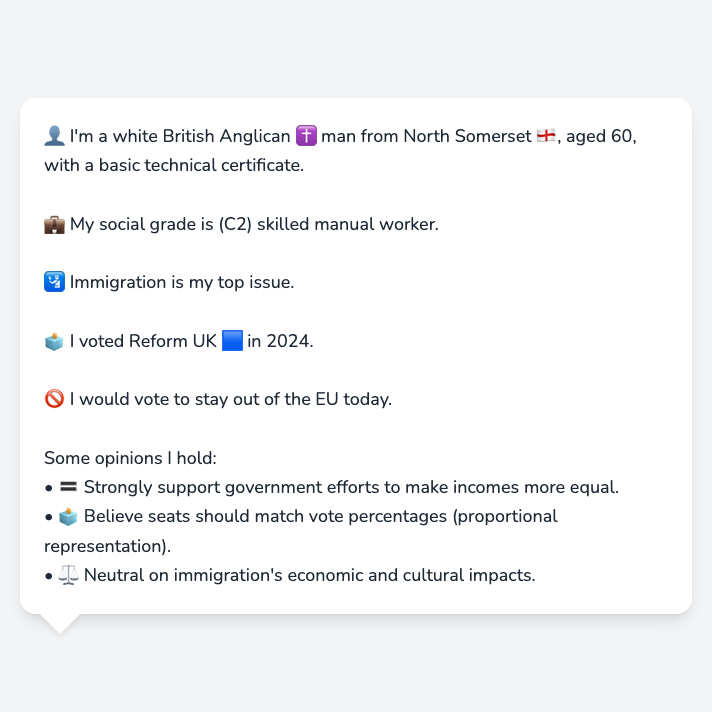 👤 I'm a white British Anglican ✝️ man from North Somerset 🏴󠁧󠁢󠁥󠁮󠁧󠁿, aged 60,
with a basic technical certificate.
💼 My social grade is (C2) skilled manual worker.
🛂 Immigration is my top issue.
🗳️ I voted Reform UK 🟦 in 2024.
🚫 I would vote to stay out of the EU today.
Some opinions I hold:
• 🟰 Strongly support government efforts to make incomes more equal.
• 🗳️ Believe seats should match vote percentages (proportional
representation).
• ⚖️ Neutral on immigration's economic and cultural impacts.